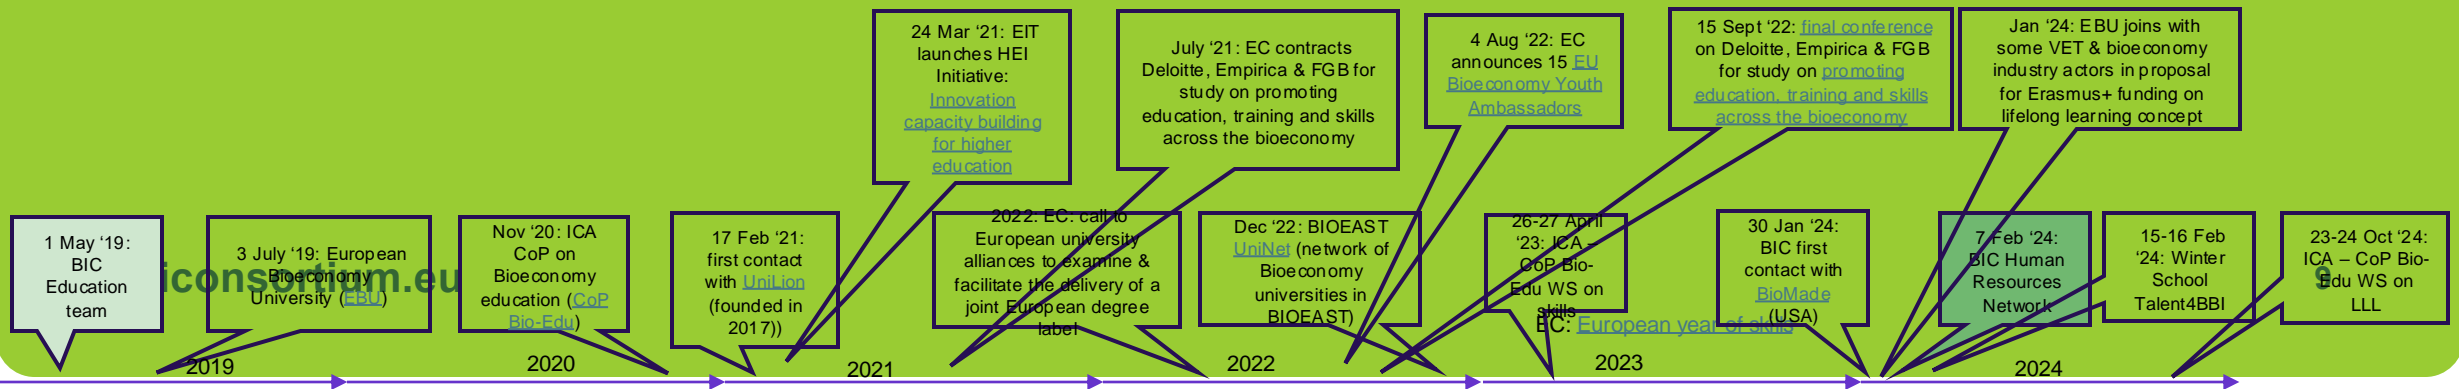 24 Mar ‘21: EIT
launches HEI
Initiative:
Innovation
capacity building
for higher
education
July ‘21: EC contracts
Deloitte, Empirica & FGB for
study on promoting
education, training and skills
across the bioeconomy
4 Aug ‘22: EC
announces 15 EU
Bioeconomy Youth
Ambassadors
15 Sept ‘22: final conference
on Deloitte, Empirica & FGB
for study on promoting
education, training and skills
across the bioeconomy
Jan ‘24: EBU joins with
some VET & bioeconomy
industry actors in proposal
for Erasmus+ funding on
lifelong learning concept
1 May ‘19:
BIC
Education
team
iconsortium.eu
3 July ‘19: European
Bioeconomy
University (EBU)
Nov ‘20: ICA
CoP on
Bioeconomy
education (CoP
Bio-Edu)
17 Feb ‘21:
first contact
with UniLion
(founded in
2017))
2022: EC: call to
European university
alliances to examine &
facilitate the delivery of a
joint European degree
label
Dec ‘22: BIOEAST
UniNet (network of
Bioeconomy
universities in
BIOEAST)
26-27 April
‘23: ICA –
CoP Bio-
Edu WS on
skills
EC: European year of skills
30 Jan ‘24:
BIC first
contact with
BioMade
(USA)
7 Feb ‘24:
BIC Human
Resources
Network
15-16 Feb
‘24: Winter
School
Talent4BBI
23-24 Oct ‘24:
ICA – CoP Bio-
Edu WS on
LLL
9
2019
2020
2021
2022
2023
2024